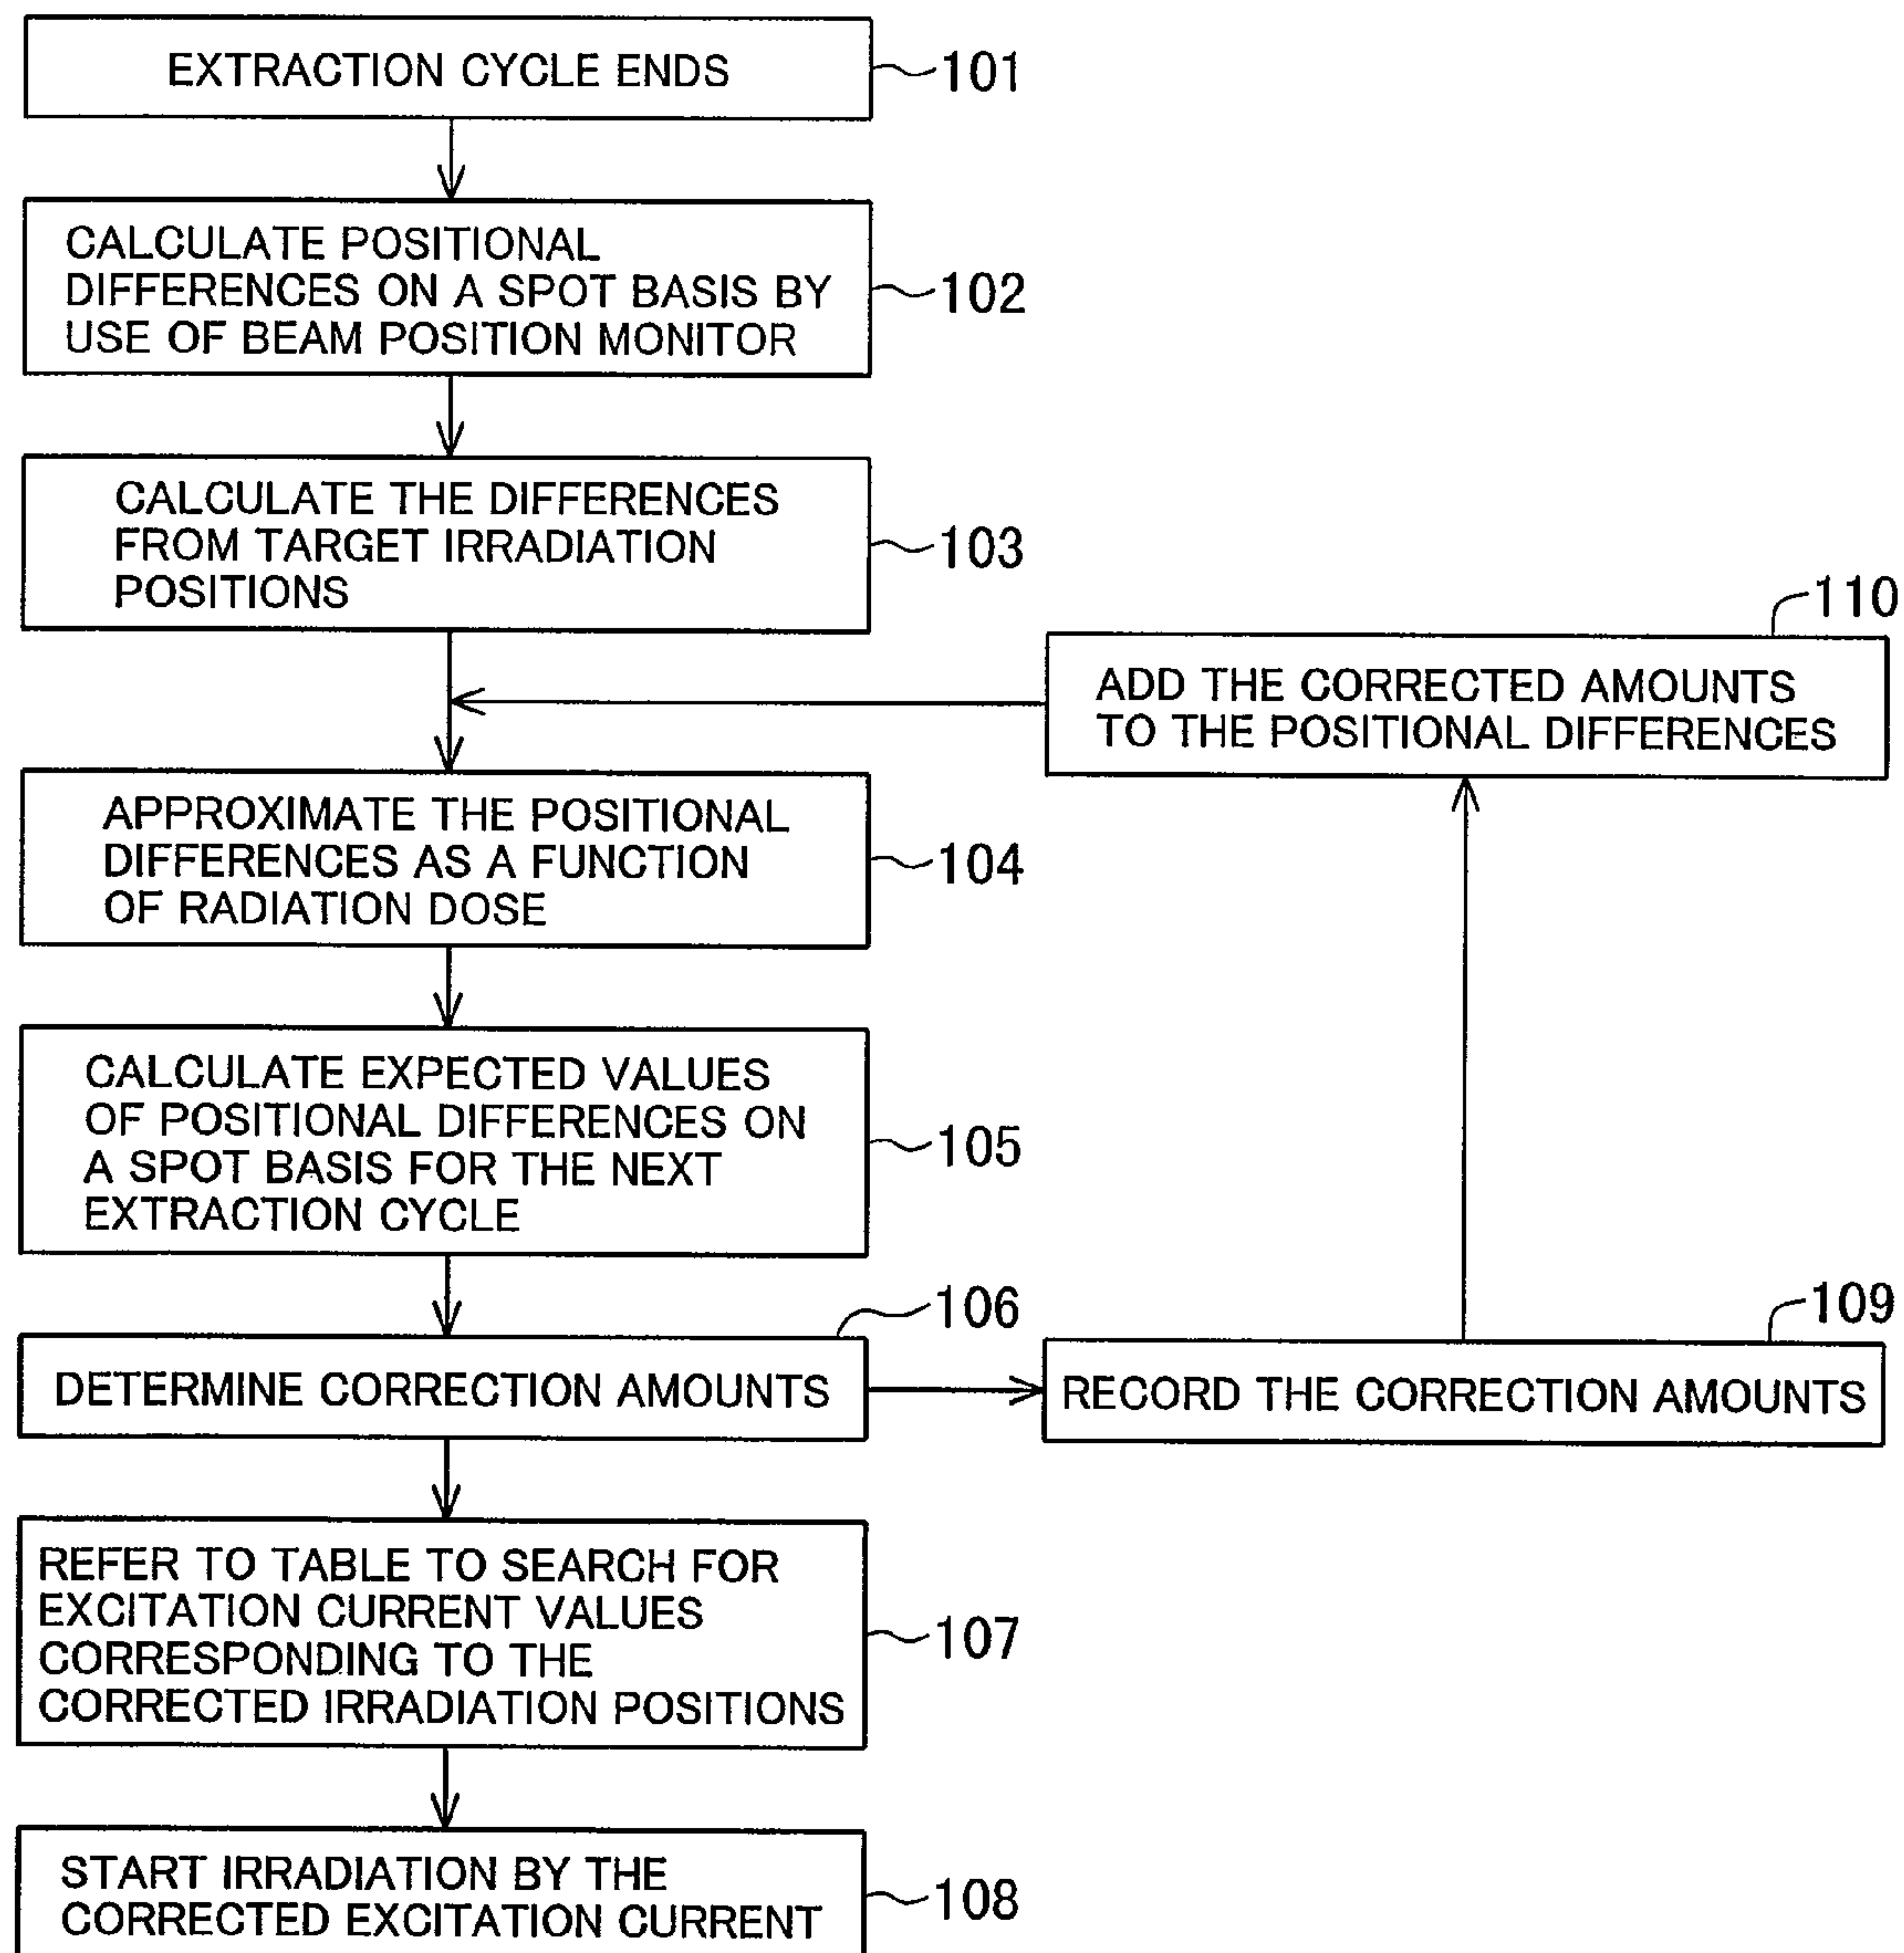 EXTRACTION CYCLE ENDS
101
CALCULATE POSITIONAL
DIFFERENCES ON A SPOT BASIS BY
USE OF BEAM POSITION MONITOR
102
CALCULATE THE DIFFERENCES
FROM TARGET IRRADIATION
POSITIONS
103
110
ADD THE CORRECTED AMOUNTS
TO THE POSITIONAL DIFFERENCES
APPROXIMATE THE POSITIONAL
DIFFERENCES AS A FUNCTION
OF RADIATION DOSE
104
CALCULATE EXPECTED VALUES
OF POSITIONAL DIFFERENCES ON
A SPOT BASIS FOR THE NEXT
EXTRACTION CYCLE
105
106
DETERMINE CORRECTION AMOUNTS
109
RECORD THE CORRECTION AMOUNTS
REFER TO TABLE TO SEARCH FOR
EXCITATION CURRENT VALUES
CORRESPONDING TO THE
CORRECTED IRRADIATION POSITIONS
107
START IRRADIATION BY THE
CORRECTED EXCITATION CURRENT
108